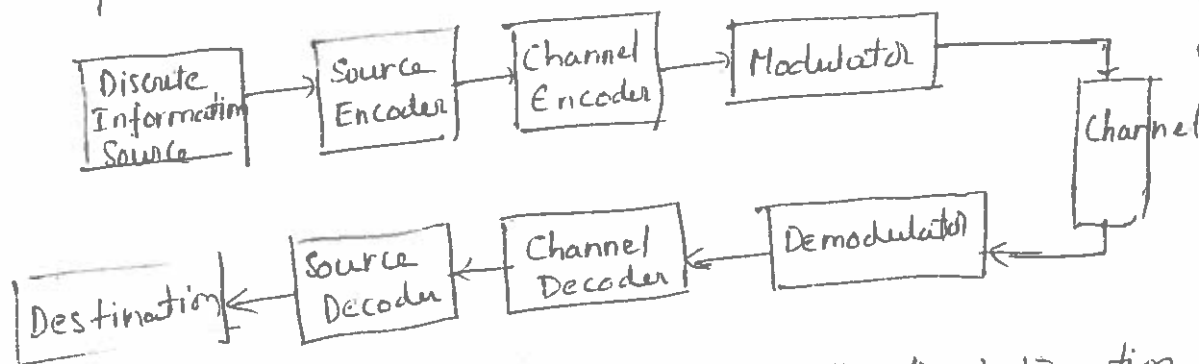 Discrete
Information
Source
Source
Encoder
Channel
Encoder
Modulator
Channel
Demodulator
Channel
Decoder
Source
Decoder
Destination